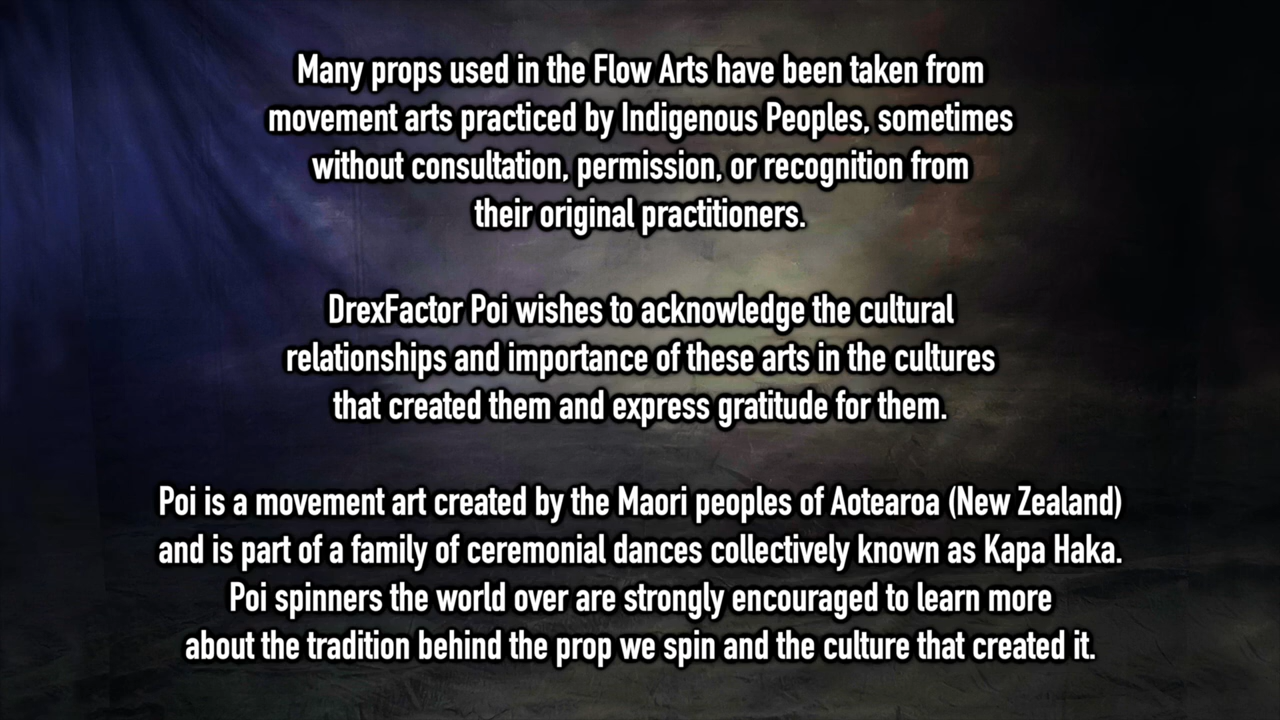 Many props used in the Flow Arts have been taken from
movement arts practiced by Indigenous Peoples, sometimes
without consultation, permission, or recognition from
their original practitioners.
DrexFactor Poi wishes to acknowledge the cultural
relationships and importance of these arts in the cultures
that created them and express gratitude for them.
Poi is a movement art created by the Maori peoples of Aotearoa (New Zealand)
and is part of a family of ceremonial dances collectively known as Kapa Haka.
Poi spinners the world over are strongly encouraged to learn more
about the tradition behind the prop we spin and the culture that created it.